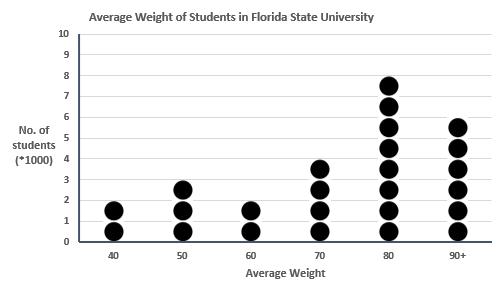 Average Weight of Students in Florida State University
10
9
8
7
6
5
4
3
2
1
0
No. of
students
(*1000)
40 50 60 70 80 90+
Average Weight